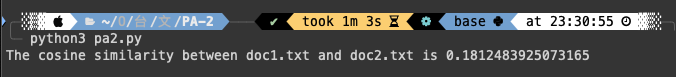 ~/O/台/文/PA-2 ✔ took 1m 3s base at 23:30:55
python3 pa2.py
The cosine similarity between doc1.txt and doc2.txt is 0.1812483925073165